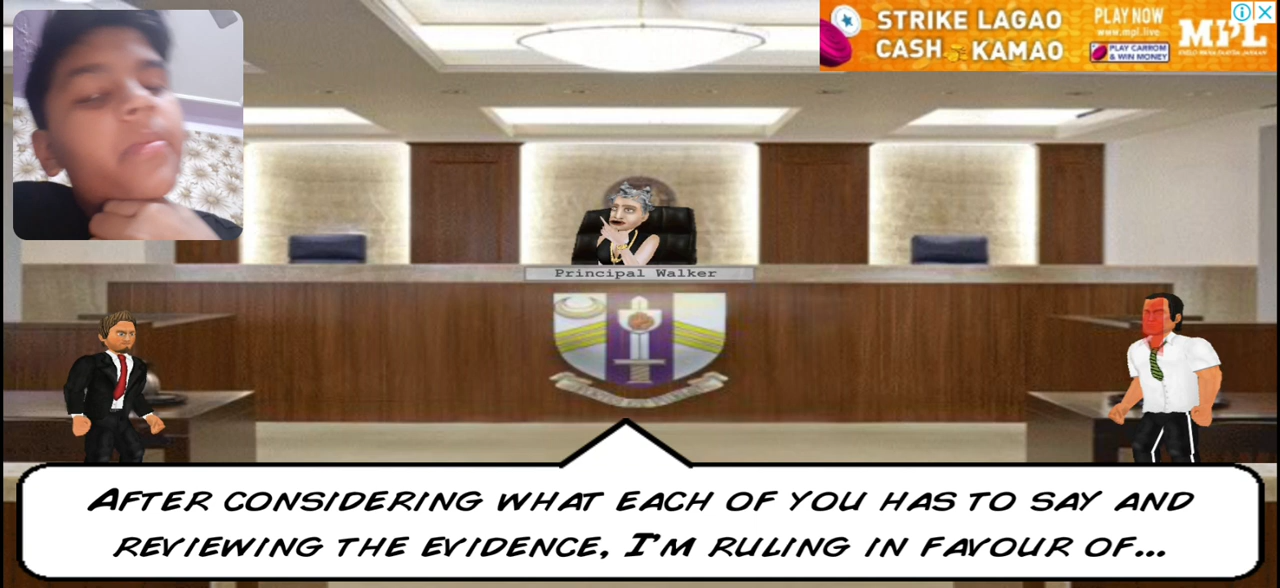 STRIKE LAGAO
CASH KAMAO
PLAY NOW
www.mpl.live
PLAY CARROM
& WIN MONEY
MPL
Principal Walker
AFTER CONSIDERING WHAT EACH OF YOU HAS TO SAY AND
REVIEWING THE EVIDENCE, I'M RULING IN FAVOUR OF...